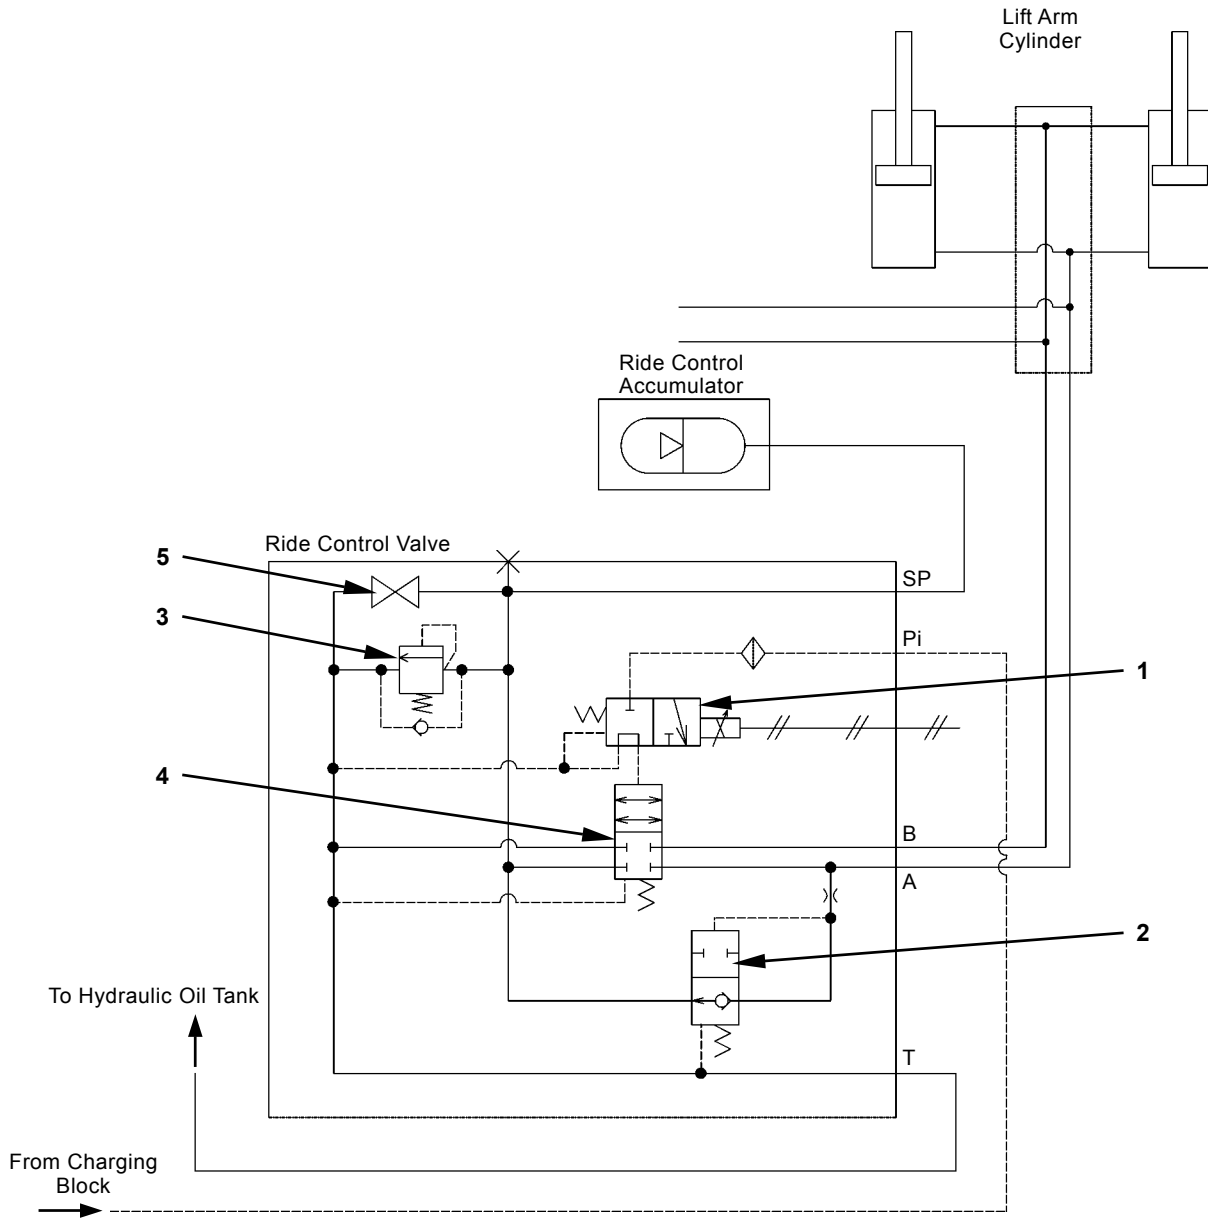 Lift Arm
Cylinder
Ride Control
Accumulator
Ride Control Valve
5
SP
3
Pi
1
4
B
A
2
To Hydraulic Oil Tank
T
From Charging
Block